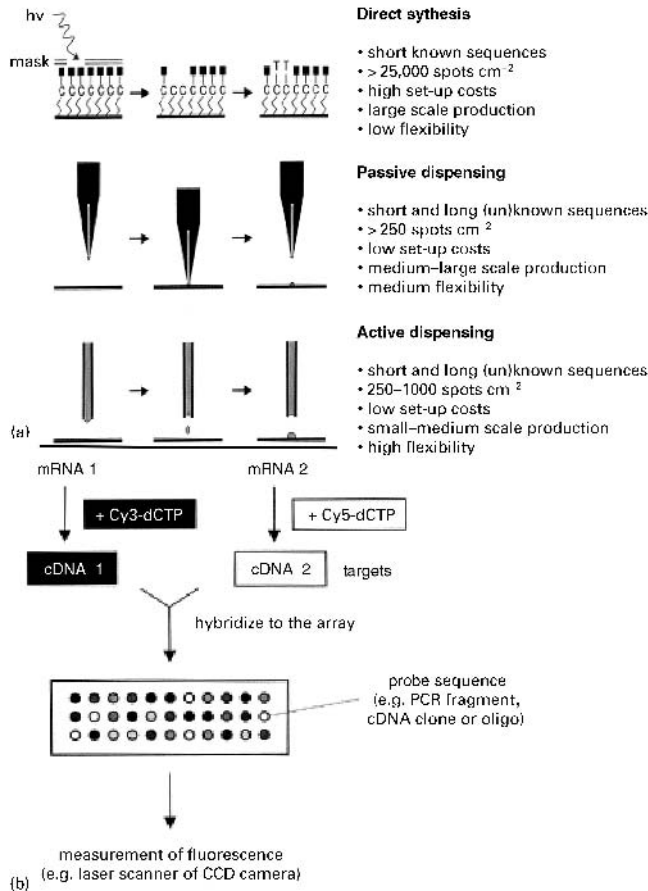 hν
mask
T T
C C C C C C C
C C C C C C C
C C C C C C C
Direct sythesis
• short known sequences
• > 25,000 spots cm⁻²
• high set-up costs
• large scale production
• low flexibility
Passive dispensing
• short and long (un)known sequences
• > 250 spots cm ²
• low set-up costs
• medium–large scale production
• medium flexibility
Active dispensing
• short and long (un)known sequences
• 250–1000 spots cm ²
• low set-up costs
• small–medium scale production
• high flexibility
(a)
mRNA 1
mRNA 2
+ Cy3-dCTP
+ Cy5-dCTP
cDNA 1
cDNA 2
targets
hybridize to the array
probe sequence
(e.g. PCR fragment,
cDNA clone or oligo)
measurement of fluorescence
(e.g. laser scanner of CCD camera)
(b)